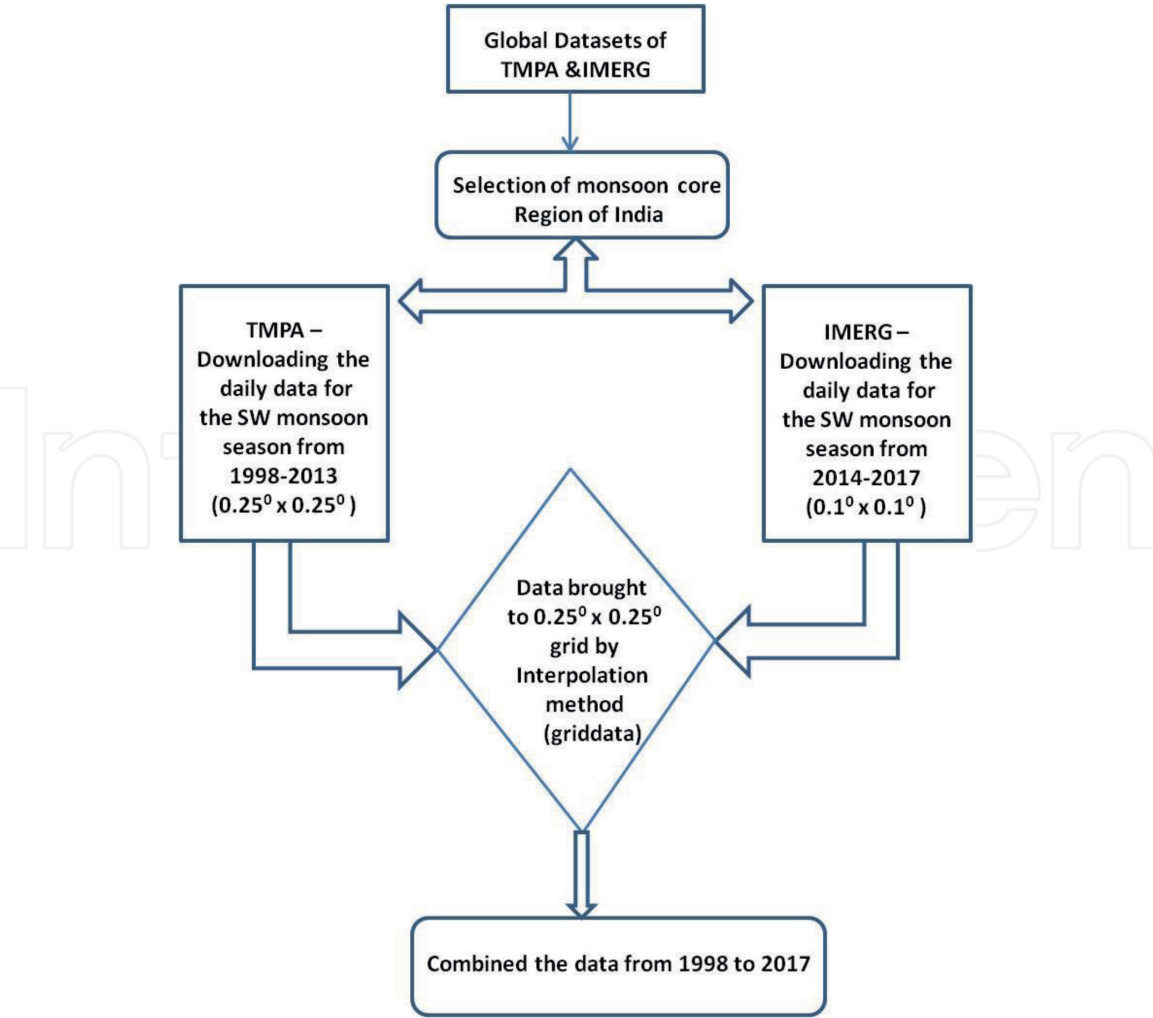 Global Datasets of
TMPA &IMERG
Selection of monsoon core
Region of India
TMPA –
Downloading the
daily data for
the SW monsoon
season from
1998-2013
(0.25⁰ x 0.25⁰ )
IMERG –
Downloading the
daily data for
the SW monsoon
season from
2014-2017
(0.1⁰ x 0.1⁰ )
Data brought
to 0.25⁰ x 0.25⁰
grid by
Interpolation
method
(griddata)
Combined the data from 1998 to 2017